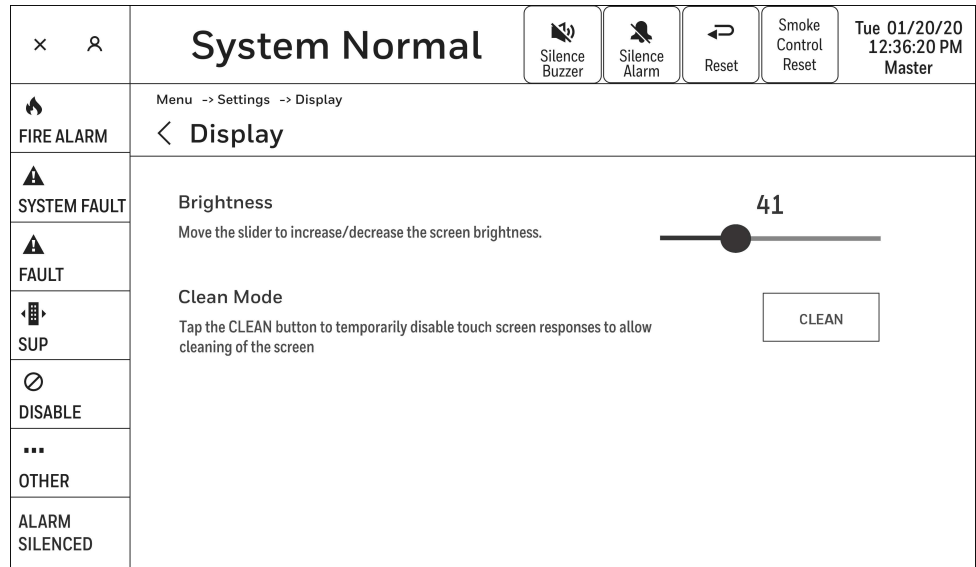 System Normal
Silence
Buzzer
Silence
Alarm
Reset
Smoke
Control
Reset
Tue 01/20/20
12:36:20 PM
Master
Menu -> Settings -> Display
Display
FIRE ALARM
SYSTEM FAULT
FAULT
SUP
DISABLE
OTHER
ALARM
SILENCED
Brightness
41
Move the slider to increase/decrease the screen brightness.
Clean Mode
Tap the CLEAN button to temporarily disable touch screen responses to allow
cleaning of the screen
CLEAN